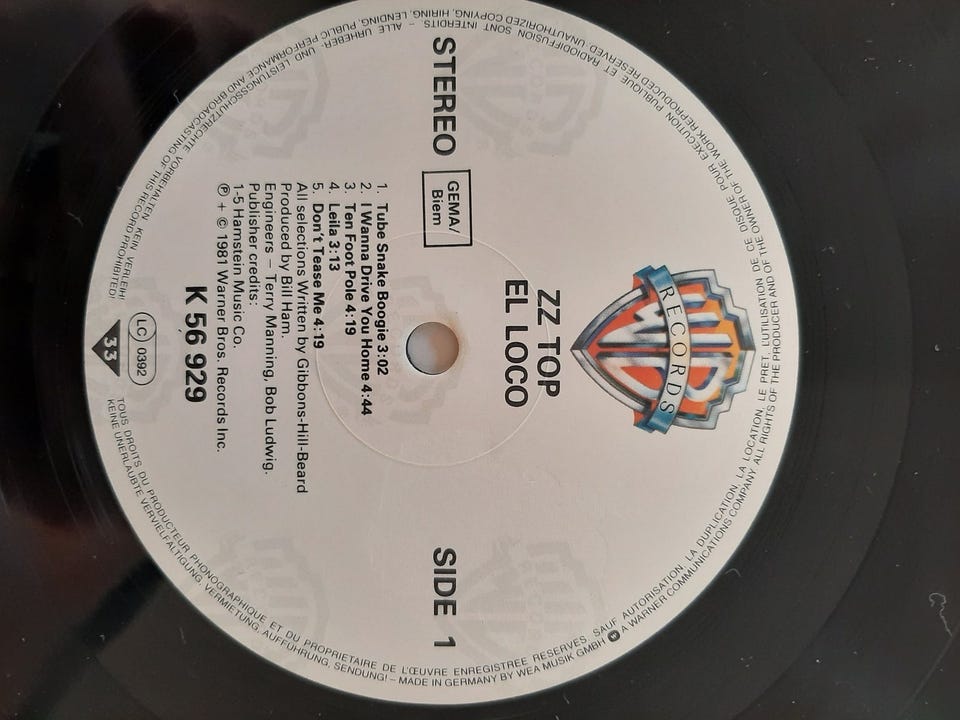 RECORDS
ZZ TOP
EL LOCO
STEREO
SIDE 1
GEMA/
Biem
1. Tube Snake Boogie 3:02
2. I Wanna Drive You Home 4:44
3. Ten Foot Pole 4:19
4. Leila 3:13
5. Don't Tease Me 4:19
All selections Written by Gibbons-Hill-Beard
Produced by Bill Ham.
Engineers – Terry Manning, Bob Ludwig.
Publisher credits:
1-5 Hamstein Music Co.
℗ + © 1981 Warner Bros. Records Inc.
K 56 929
LC 0392
33
TOUS DROITS DU PRODUCTEUR PHONOGRAPHIQUE ET DU PROPRIETAIRE DE L'ŒUVRE ENREGISTREE RESERVES. SAUF AUTORISATION, LA DUPLICATION, LA LOCATION, LE PRET, L'UTILISATION DE CE DISQUE POUR EXECUTION PUBLIQUE ET RADIODIFFUSION SONT INTERDITS. – ALLE URHEBER- UND LEISTUNGSSCHUTZRECHTE VORBEHALTEN. KEIN VERLEIH!
KEINE UNERLAUBTE VERVIELFÄLTIGUNG, VERMIETUNG, AUFFÜHRUNG, SENDUNG! – MADE IN GERMANY BY WEA MUSIK GMBH A WARNER COMMUNICATIONS COMPANY. ALL RIGHTS OF THE PRODUCER AND OF THE OWNER OF THE WORK REPRODUCED RESERVED. UNAUTHORIZED COPYING, HIRING, LENDING, PUBLIC PERFORMANCE AND BROADCASTING OF THIS RECORD PROHIBITED!